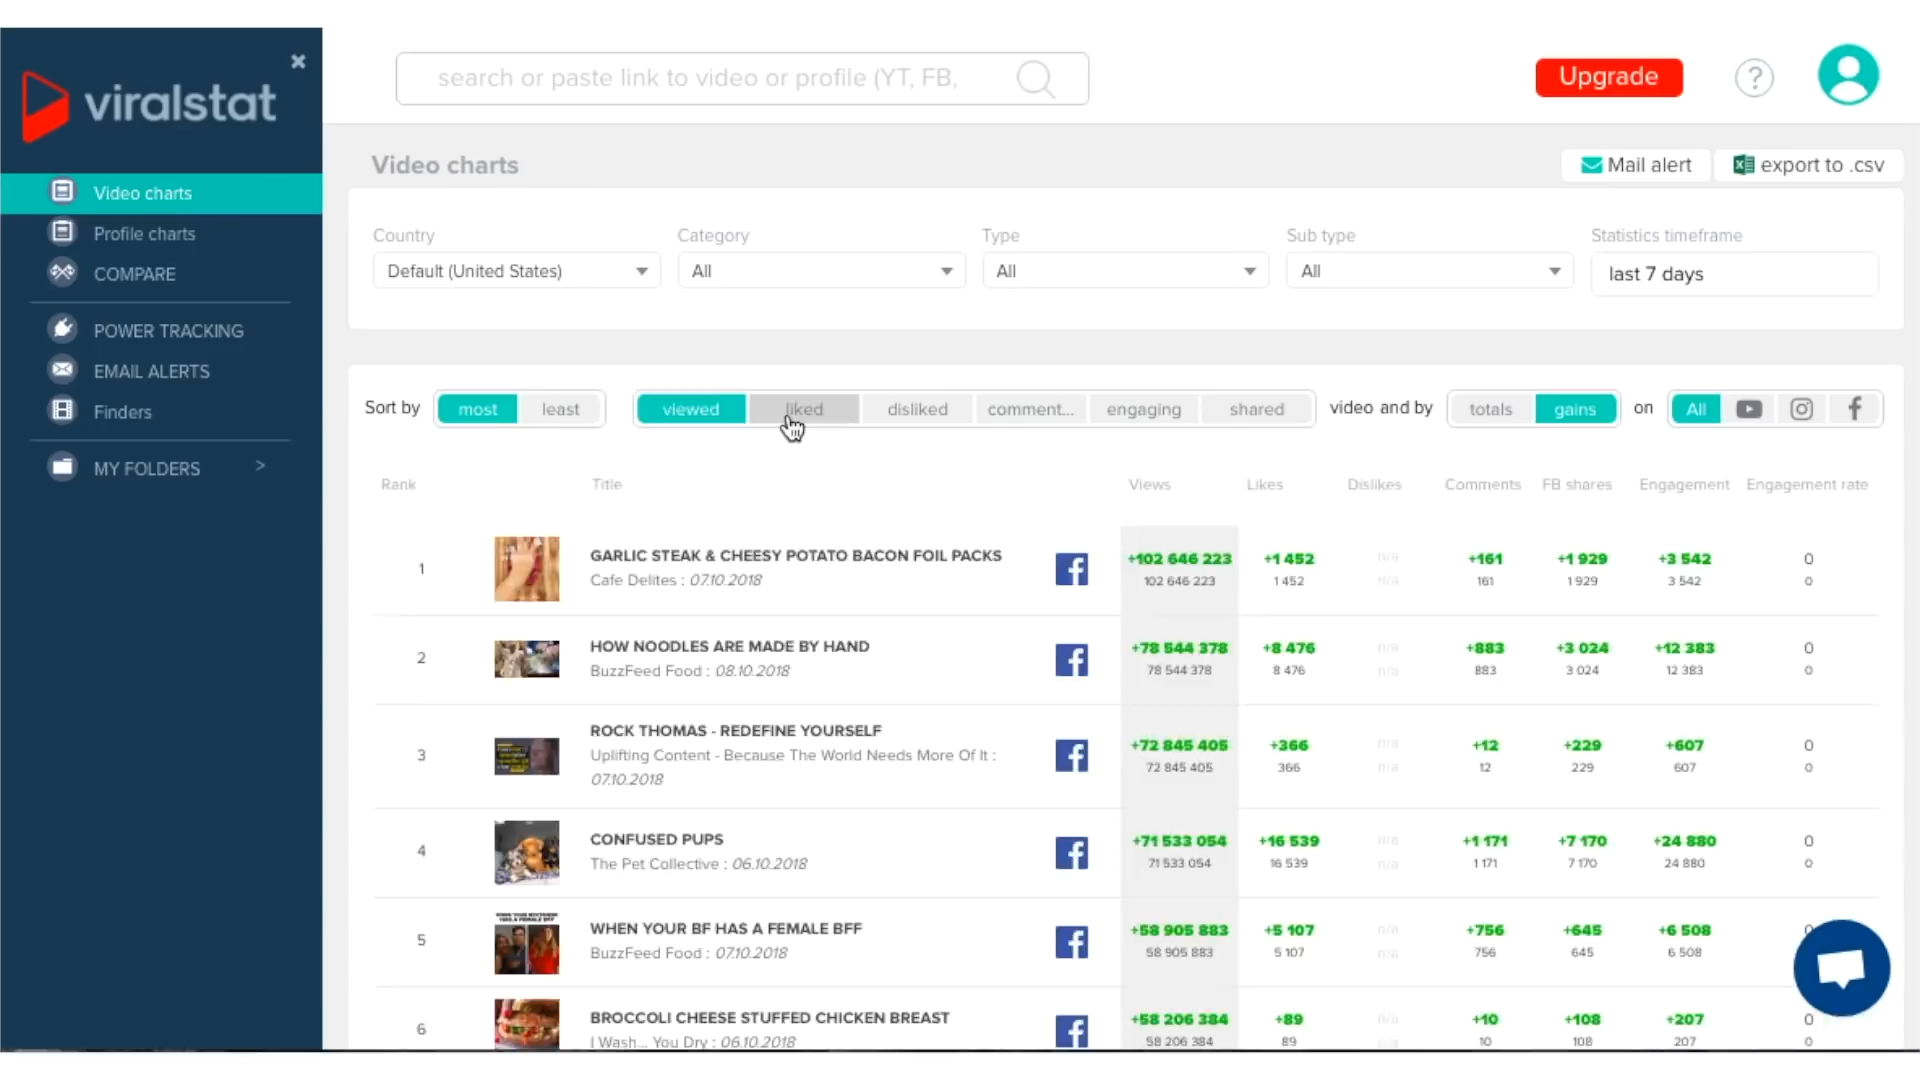 viralstat
search or paste link to video or profile (YT, FB,
Upgrade
?
Video charts
Profile charts
COMPARE
POWER TRACKING
EMAIL ALERTS
Finders
MY FOLDERS >
Video charts
Mail alert
export to .csv
Country Category Type Sub type Statistics timeframe
Default (United States) All All All last 7 days
Sort by most least viewed liked disliked comment... engaging shared video and by totals gains on All
Rank Title Views Likes Dislikes Comments FB shares Engagement Engagement rate
1 GARLIC STEAK & CHEESY POTATO BACON FOIL PACKS +102 646 223 +1 452 n/a +161 +1 929 +3 542 0
Cafe Delites : 07.10.2018 102 646 223 1 452 n/a 161 1 929 3 542 0
2 HOW NOODLES ARE MADE BY HAND +78 544 378 +8 476 n/a +883 +3 024 +12 383 0
BuzzFeed Food : 08.10.2018 78 544 378 8 476 n/a 883 3 024 12 383 0
3 ROCK THOMAS - REDEFINE YOURSELF +72 845 405 +366 n/a +12 +229 +607 0
Uplifting Content - Because The World Needs More Of It : 72 845 405 366 n/a 12 229 607 0
07.10.2018
4 CONFUSED PUPS +71 533 054 +16 539 n/a +1 171 +7 170 +24 880 0
The Pet Collective : 06.10.2018 71 533 054 16 539 n/a 1 171 7 170 24 880 0
5 WHEN YOUR BF HAS A FEMALE BFF +58 905 883 +5 107 n/a +756 +645 +6 508 0
BuzzFeed Food : 07.10.2018 58 905 883 5 107 n/a 756 645 6 508
6 BROCCOLI CHEESE STUFFED CHICKEN BREAST +58 206 384 +89 n/a +10 +108 +207 0
I Wash... You Dry : 06.10.2018 58 206 384 89 10 108 207 0